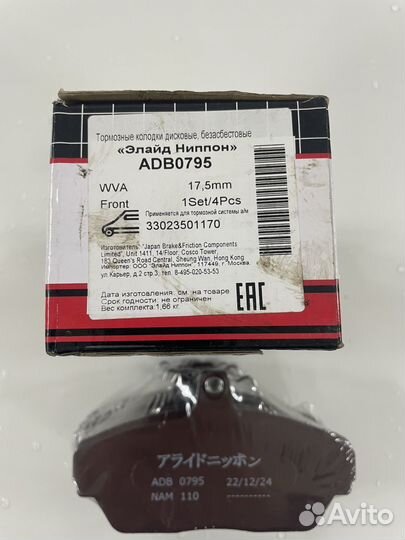 Тормозные колодки дисковые, безасбестовые
«Элайд Ниппон»
ADB0795
WVA 17,5mm
Front 1Set/4Pcs
Применяется для тормозной системы а/м
33023501170
Изготовитель: "Japan Brake&Friction Components
Limited", Unit 1411, 14/Floor, Cosco Tower,
183 Queen's Road Central, Sheung Wan, Hong Kong
Импортер: ООО "Элайд Ниппон", 117449, г. Москва,
ул.Карьер, д.2 стр.3, тел. 8-495-020-53-53
Дата изготовления: см. на товаре
Срок годности: не ограничен
Вес комплекта:1,66 кг.
EAC
アライドニッポン
ADB 0795 22/12/24
NAM 110 ----------
Avito